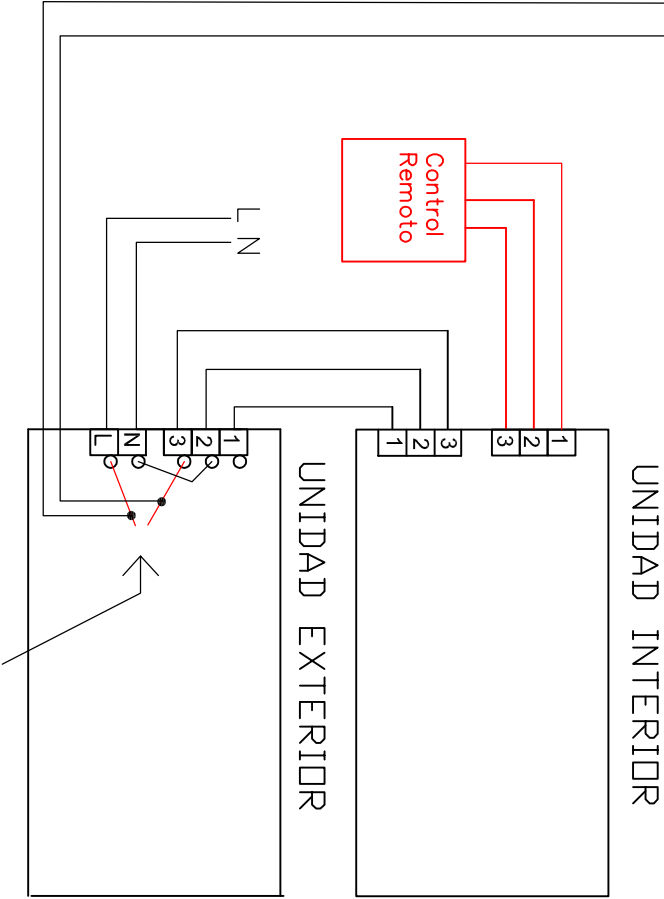 Control
Remoto
L
N
L
N
3
2
1
1
2
3
3
2
1
UNIDAD EXTERIOR
UNIDAD INTERIOR